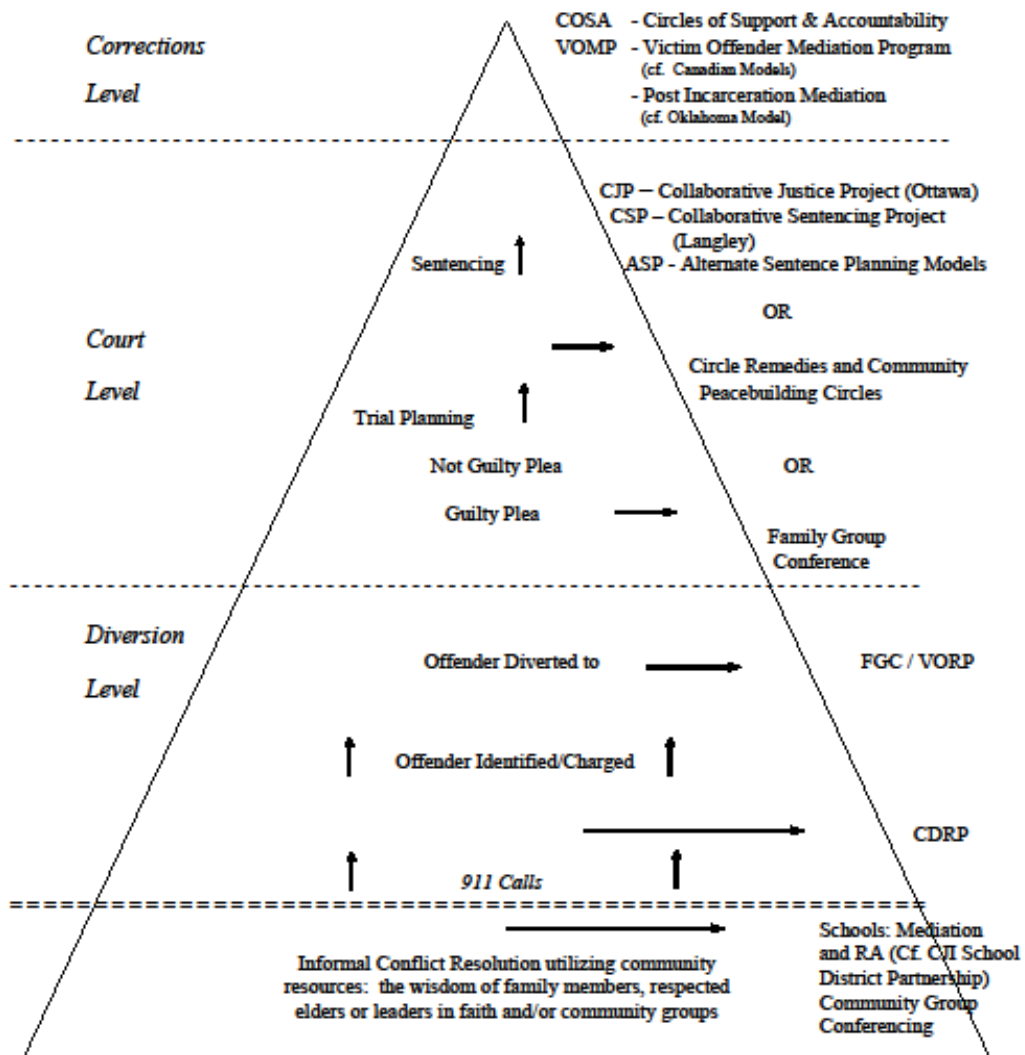 COSA - Circles of Support & Accountability
Corrections
VOMP - Victim Offender Mediation Program
(cf. Canadian Models)
Level
- Post Incarceration Mediation
(cf. Oklahoma Model)
CJP – Collaborative Justice Project (Ottawa)
CSP – Collaborative Sentencing Project
(Langley)
Sentencing
ASP - Alternate Sentence Planning Models
OR
Court
Circle Remedies and Community
Level
Peacebuilding Circles
Trial Planning
Not Guilty Plea
OR
Guilty Plea
Family Group
Conference
Diversion
Offender Diverted to
FGC / VORP
Level
Offender Identified/Charged
CDRP
911 Calls
Schools: Mediation
and RA (Cf. CJI School
District Partnership)
Community Group
Conferencing
Informal Conflict Resolution utilizing community
resources: the wisdom of family members, respected
elders or leaders in faith and/or community groups